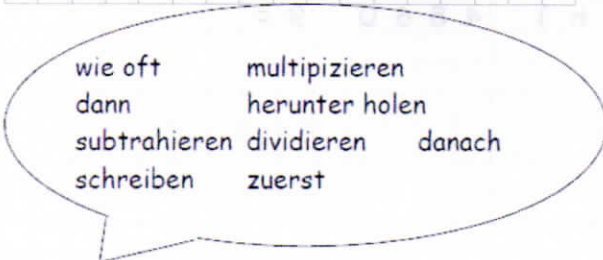 wie oft multipizieren
dann herunter holen
subtrahieren dividieren danach
schreiben zuerst